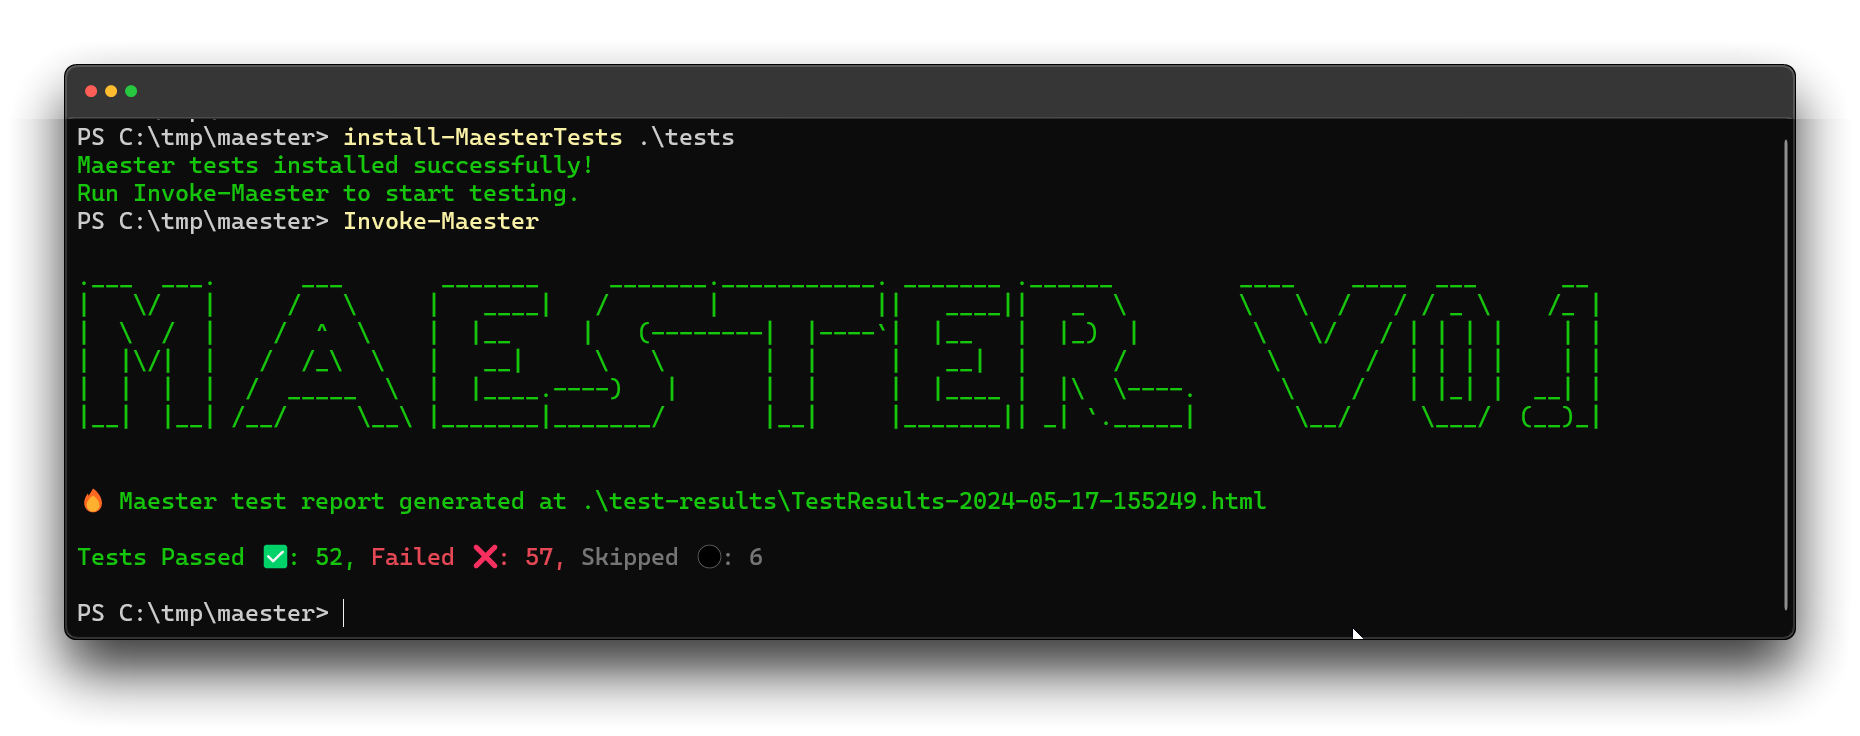 PS C:\tmp\maester> install-MaesterTests .\tests
Maester tests installed successfully!
Run Invoke-Maester to start testing.
PS C:\tmp\maester> Invoke-Maester
MAESTER V0.1
🔥 Maester test report generated at .\test-results\TestResults-2024-05-17-155249.html
Tests Passed ✅: 52, Failed ❌: 57, Skipped ⚫: 6
PS C:\tmp\maester>